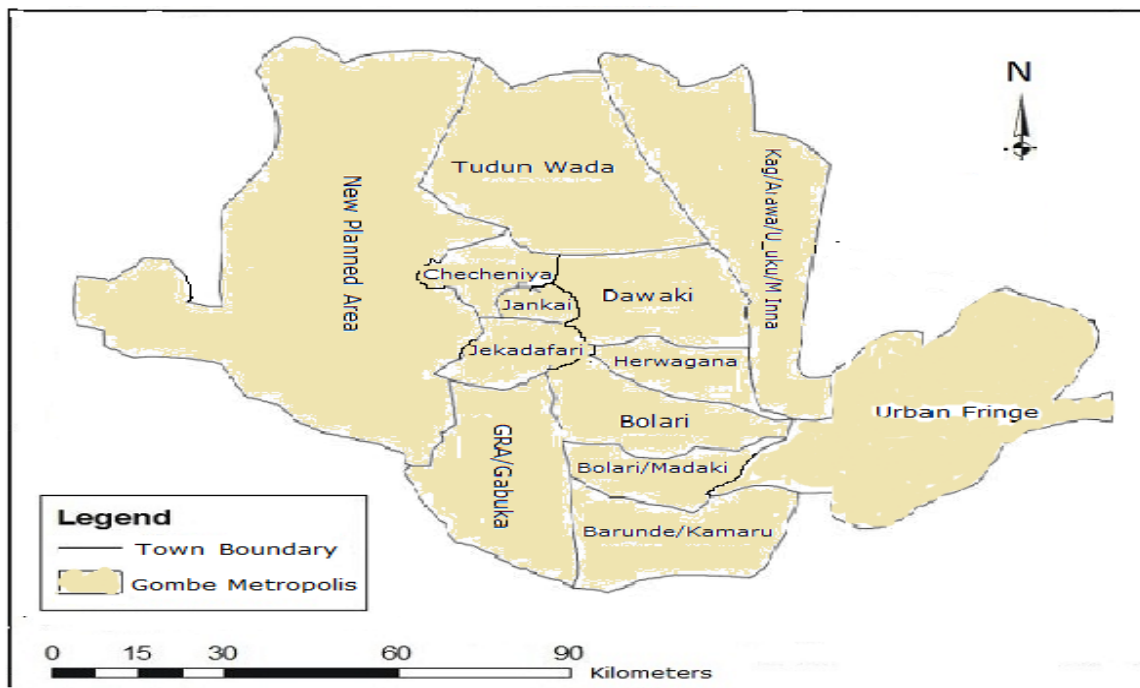 N
Tudun Wada
Kag/Arawa/U_uku/M Inna
New Planned Area
Checheniya
Jankai
Dawaki
Jekadafari
Herwagana
Urban Fringe
Bolari
GRA/Gabuka
Bolari/Madaki
Barunde/Kamaru
Legend
Town Boundary
Gombe Metropolis
0 15 30 60 90
Kilometers